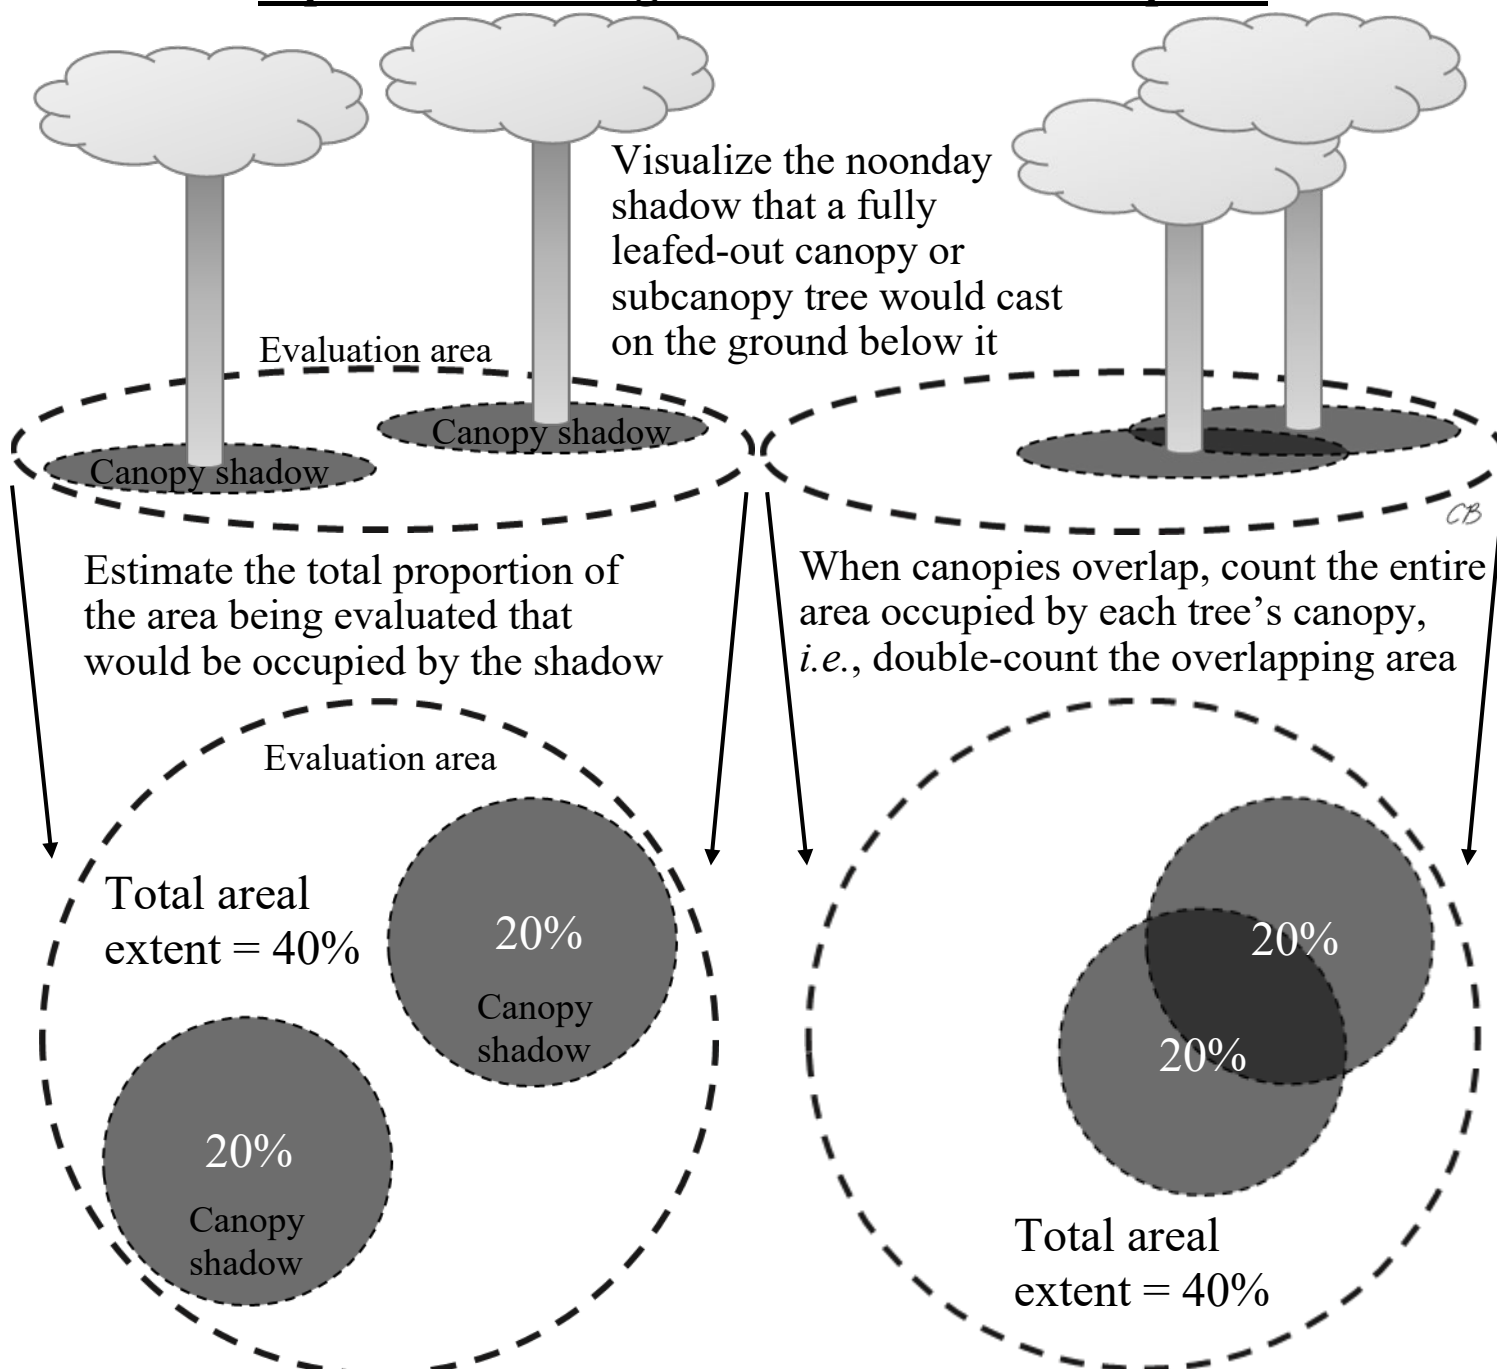 Visualize the noonday
shadow that a fully
leafed-out canopy or
subcanopy tree would cast
on the ground below it
Evaluation area
Canopy shadow
Canopy shadow
CB
Estimate the total proportion of
the area being evaluated that
would be occupied by the shadow
When canopies overlap, count the entire
area occupied by each tree’s canopy,
i.e., double-count the overlapping area
Evaluation area
Total areal
extent = 40%
20%
Canopy
shadow
20%
Canopy
shadow
20%
20%
Total areal
extent = 40%